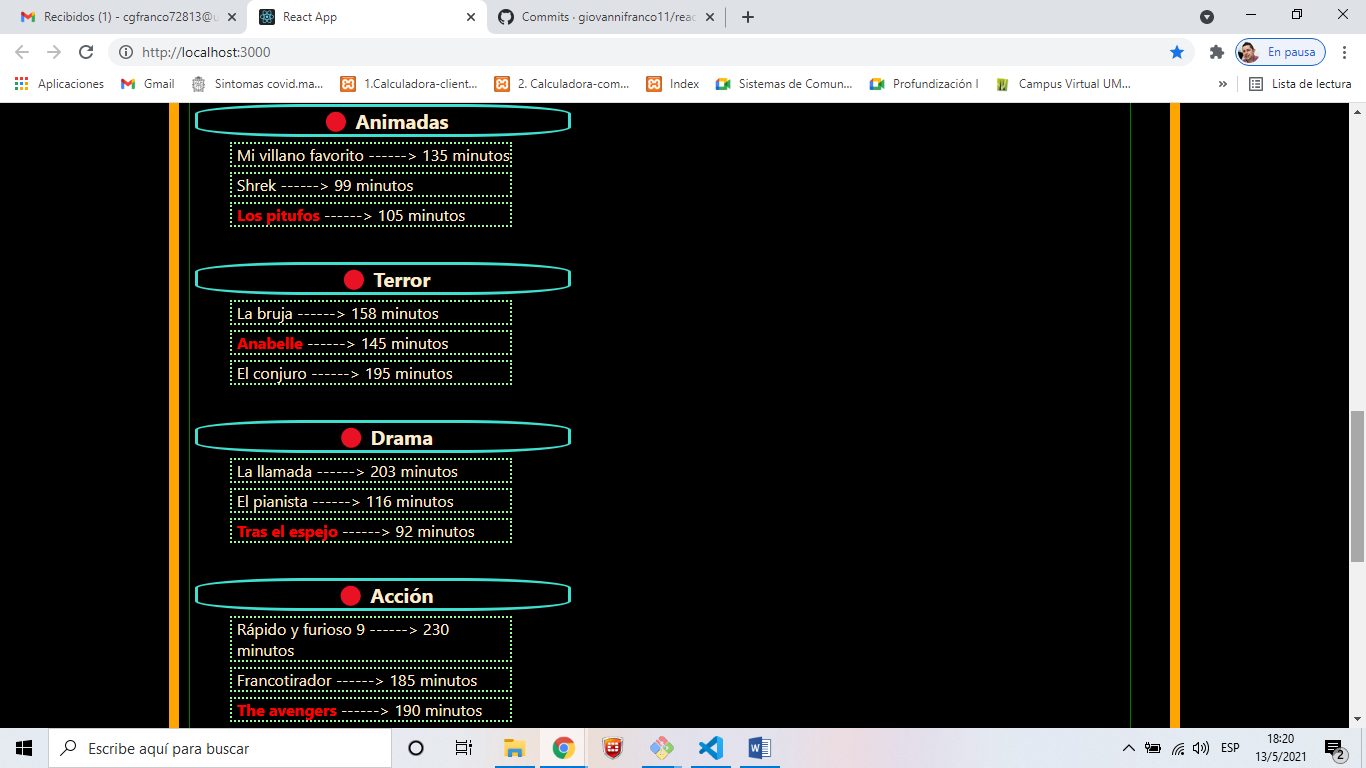 Recibidos (1) - cgfranco72813@u
React App
Commits · giovannifranco11/reac
http://localhost:3000
En pausa
Aplicaciones
Gmail
Sintomas covid.ma...
1.Calculadora-client...
2. Calculadora-com...
Index
Sistemas de Comun...
Profundización I
Campus Virtual UM...
»
Lista de lectura
Animadas
Mi villano favorito ------> 135 minutos
Shrek ------> 99 minutos
Los pitufos ------> 105 minutos
Terror
La bruja ------> 158 minutos
Anabelle ------> 145 minutos
El conjuro ------> 195 minutos
Drama
La llamada ------> 203 minutos
El pianista ------> 116 minutos
Tras el espejo ------> 92 minutos
Acción
Rápido y furioso 9 ------> 230
minutos
Francotirador ------> 185 minutos
The avengers ------> 190 minutos
Escribe aquí para buscar
ESP
18:20
13/5/2021
2